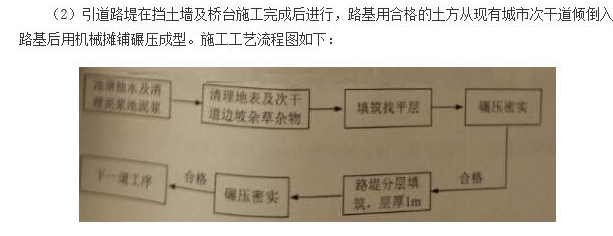 （2）引道路堤在挡土墙及桥台施工完成后进行，路基用合格的土方从现有城市次干道倾倒入
路基后用机械摊铺碾压成型。施工工艺流程图如下：
池塘抽水及清
理泥浆池泥浆
清理地表及次干
道边坡杂草杂物
填筑找平层
碾压密实
合格
路堤分层填
筑，层厚1m
碾压密实
合格
下一道工序